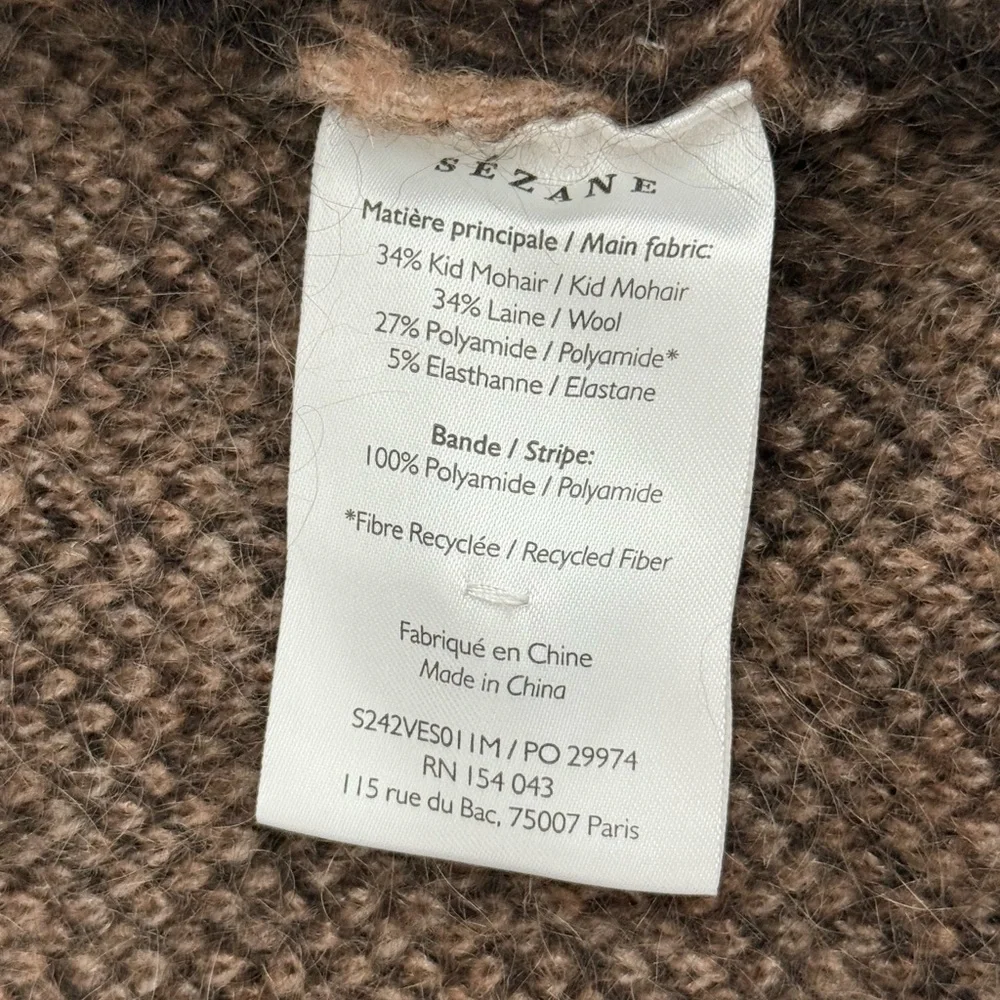 SÉZANE
Matière principale / Main fabric:
34% Kid Mohair / Kid Mohair
34% Laine / Wool
27% Polyamide / Polyamide*
5% Elasthanne / Elastane
Bande / Stripe:
100% Polyamide / Polyamide
*Fibre Recyclée / Recycled Fiber
Fabriqué en Chine
Made in China
S242VES011M / PO 29974
RN 154 043
115 rue du Bac, 75007 Paris